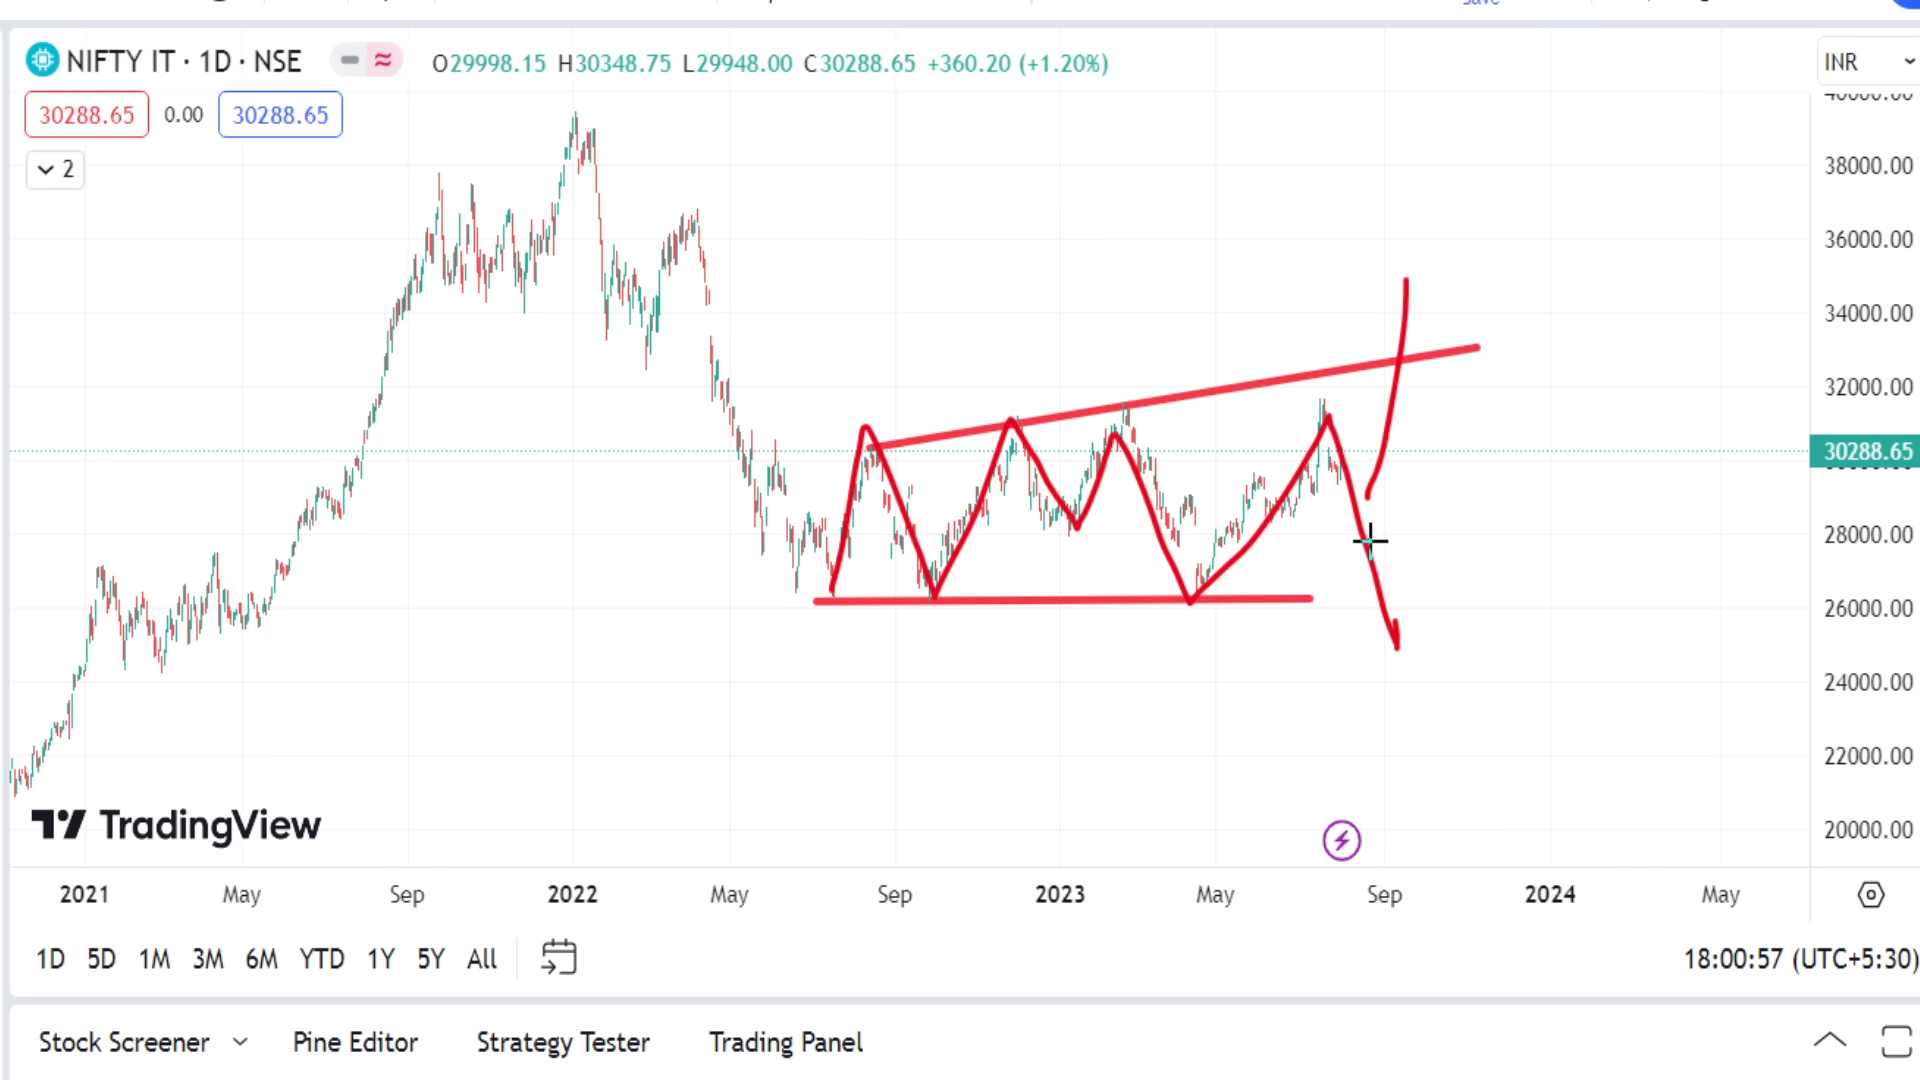 save
NIFTY IT · 1D · NSE
O29998.15 H30348.75 L29948.00 C30288.65 +360.20 (+1.20%)
INR
30288.65 0.00 30288.65
2
38000.00
36000.00
34000.00
32000.00
30288.65
28000.00
26000.00
24000.00
22000.00
20000.00
TradingView
2021 May Sep 2022 May Sep 2023 May Sep 2024 May
1D 5D 1M 3M 6M YTD 1Y 5Y All
18:00:57 (UTC+5:30)
Stock Screener Pine Editor Strategy Tester Trading Panel